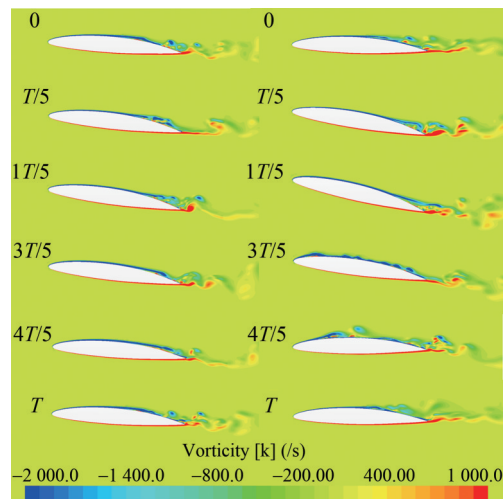 0 0
T/5 T/5
1T/5 1T/5
3T/5 3T/5
4T/5 4T/5
T T
Vorticity [k] (/s)
−2 000.0 −1 400.0 −800.0 −200.00 400.00 1 000.0